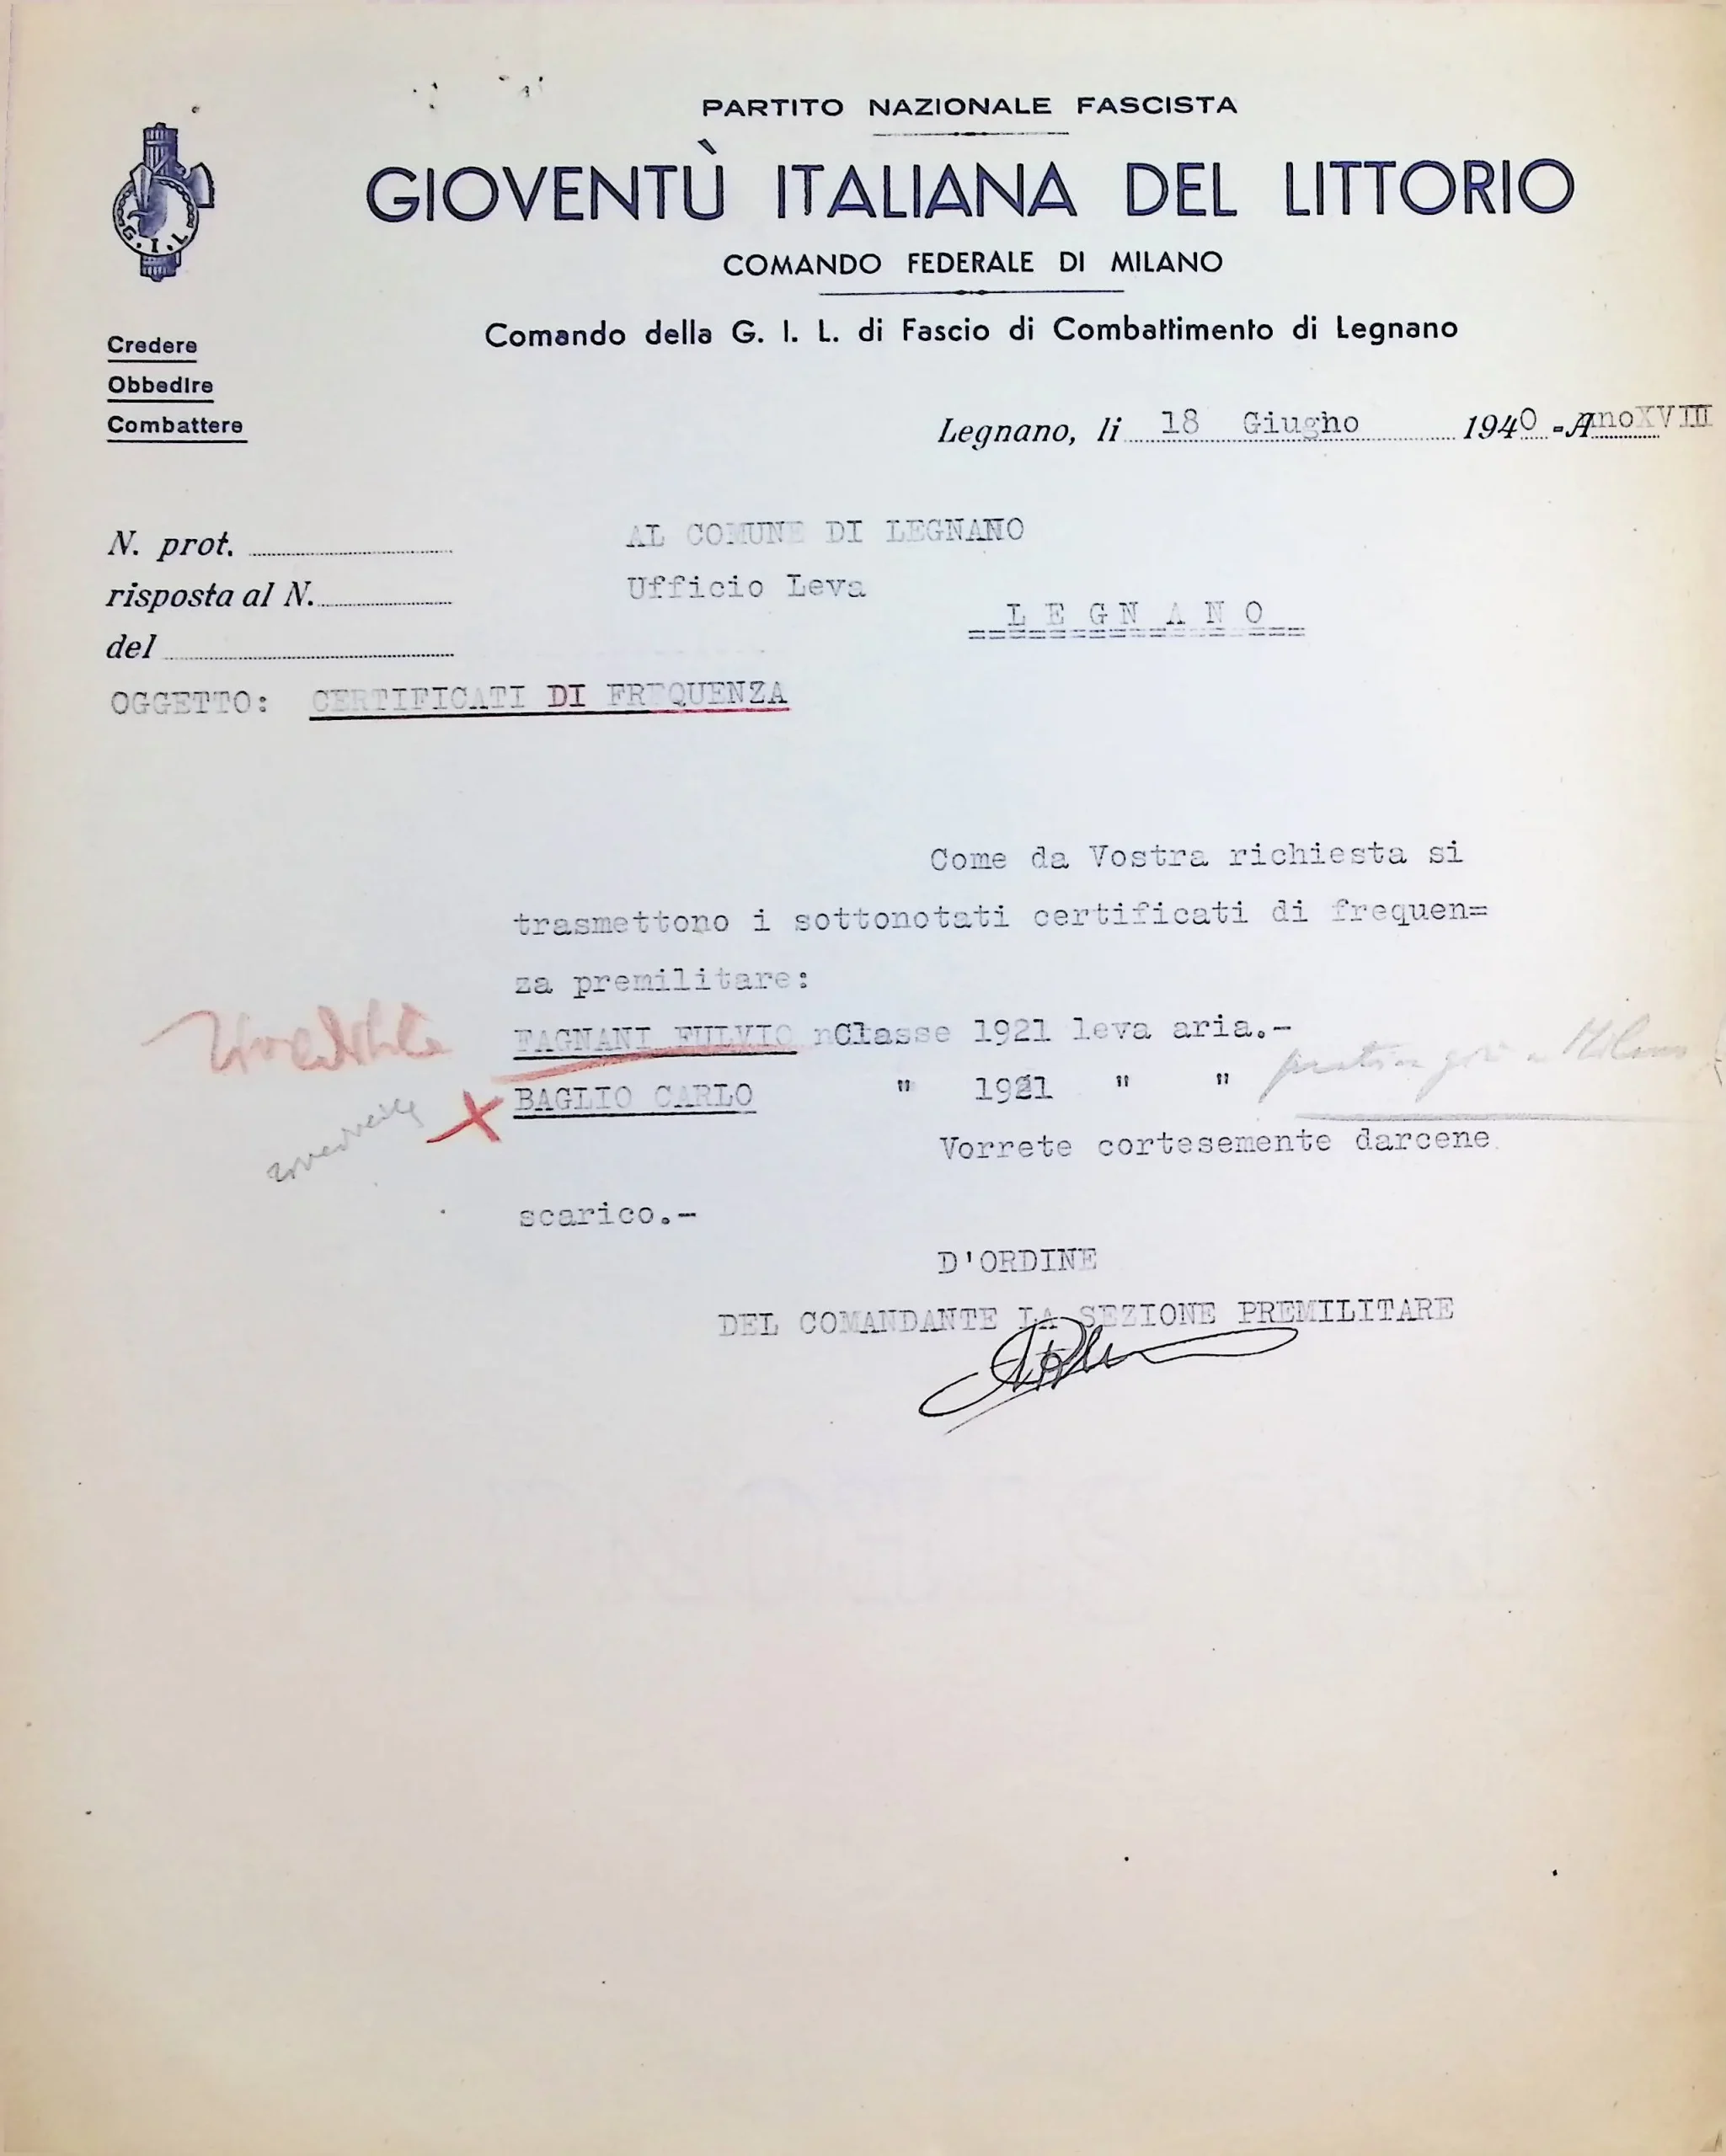 PARTITO NAZIONALE FASCISTA
GIOVENTÙ ITALIANA DEL LITTORIO
COMANDO FEDERALE DI MILANO
Comando della G. I. L. di Fascio di Combattimento di Legnano
G.I.L.
Credere
Obbedire
Combattere
Legnano, li 18 Giugno 1940 - Anno XVIII
N. prot.
risposta al N.
del
AL COMUNE DI LEGNANO
Ufficio Leva
LEGNANO
OGGETTO: CERTIFICATI DI FREQUENZA
Come da Vostra richiesta si
trasmettono i sottonotati certificati di frequen=
za premilitare:
FAGNANI FULVIO nClasse 1921 leva aria.-
BAGLIO CARLO " 1921 " " Milano
Vorrete cortesemente darcene
scarico.-
D'ORDINE
DEL COMANDANTE LA SEZIONE PREMILITARE